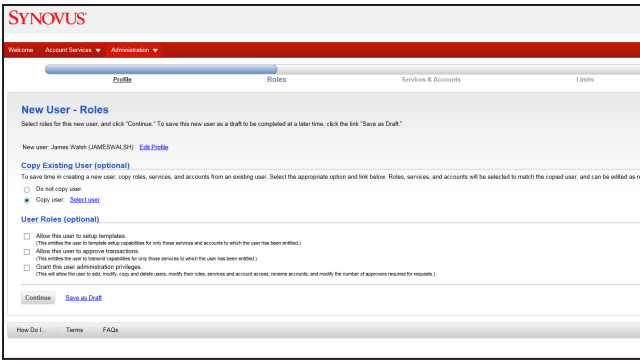 SYNOVUS®
Welcome Account Services Administration
Profile Roles Services & Accounts Limits
New User - Roles
Select roles for this new user, and click "Continue." To save this new user as a draft to be completed at a later time, click the link "Save as Draft."
New user: James Walsh (JAMESWALSH) Edit Profile
Copy Existing User (optional)
To save time in creating a new user, copy roles, services, and accounts from an existing user. Select the appropriate option and link below. Roles, services, and accounts will be selected to match the copied user, and can be edited as re
Do not copy user.
Copy user: Select user
User Roles (optional)
Allow this user to setup templates.
(This entitles the user to template setup capabilities for only those services and accounts to which the user has been entitled.)
Allow this user to approve transactions.
(This entitles the user to transmit capabilities for only those services to which the user has been entitled.)
Grant this user administration privileges.
(This will allow the user to add, modify, copy and delete users, modify their roles, services and account access, rename accounts, and modify the number of approvers required for requests.)
Continue Save as Draft
How Do I... Terms FAQs